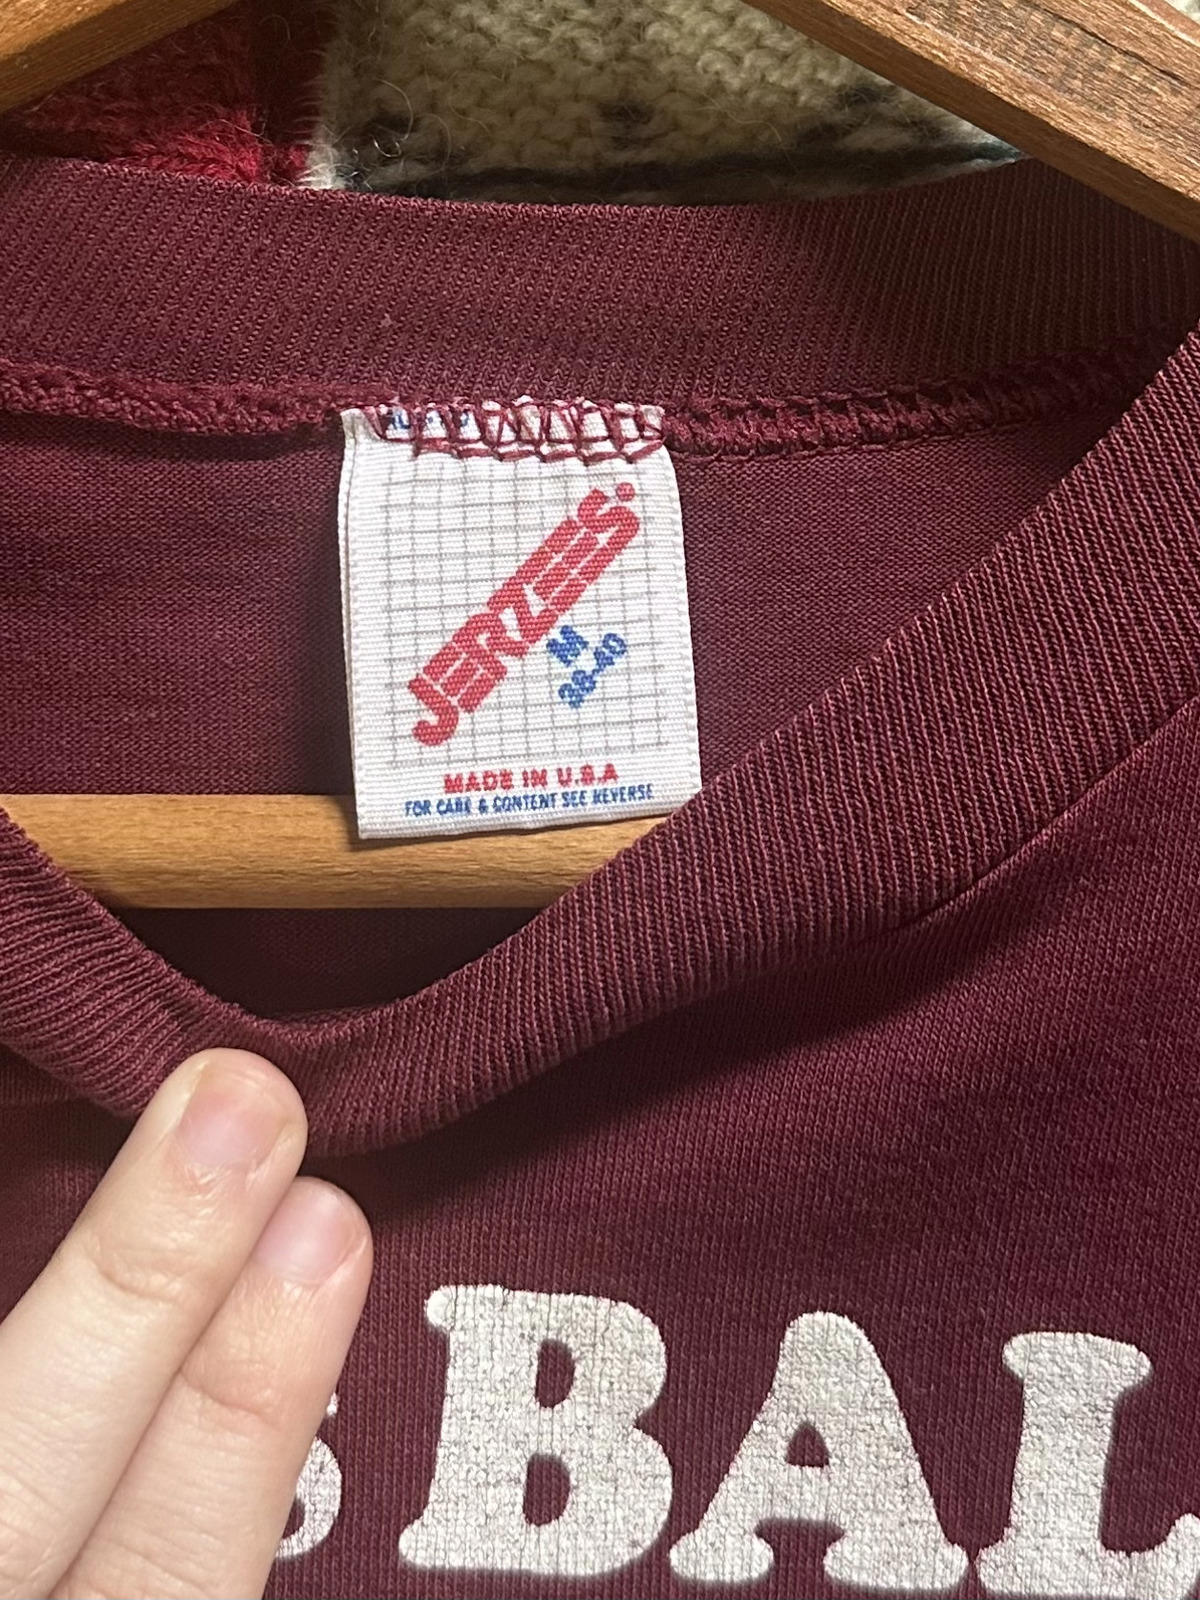 JERZEES
M
38-40
MADE IN U.S.A
FOR CARE & CONTENT SEE REVERSE
S BAL